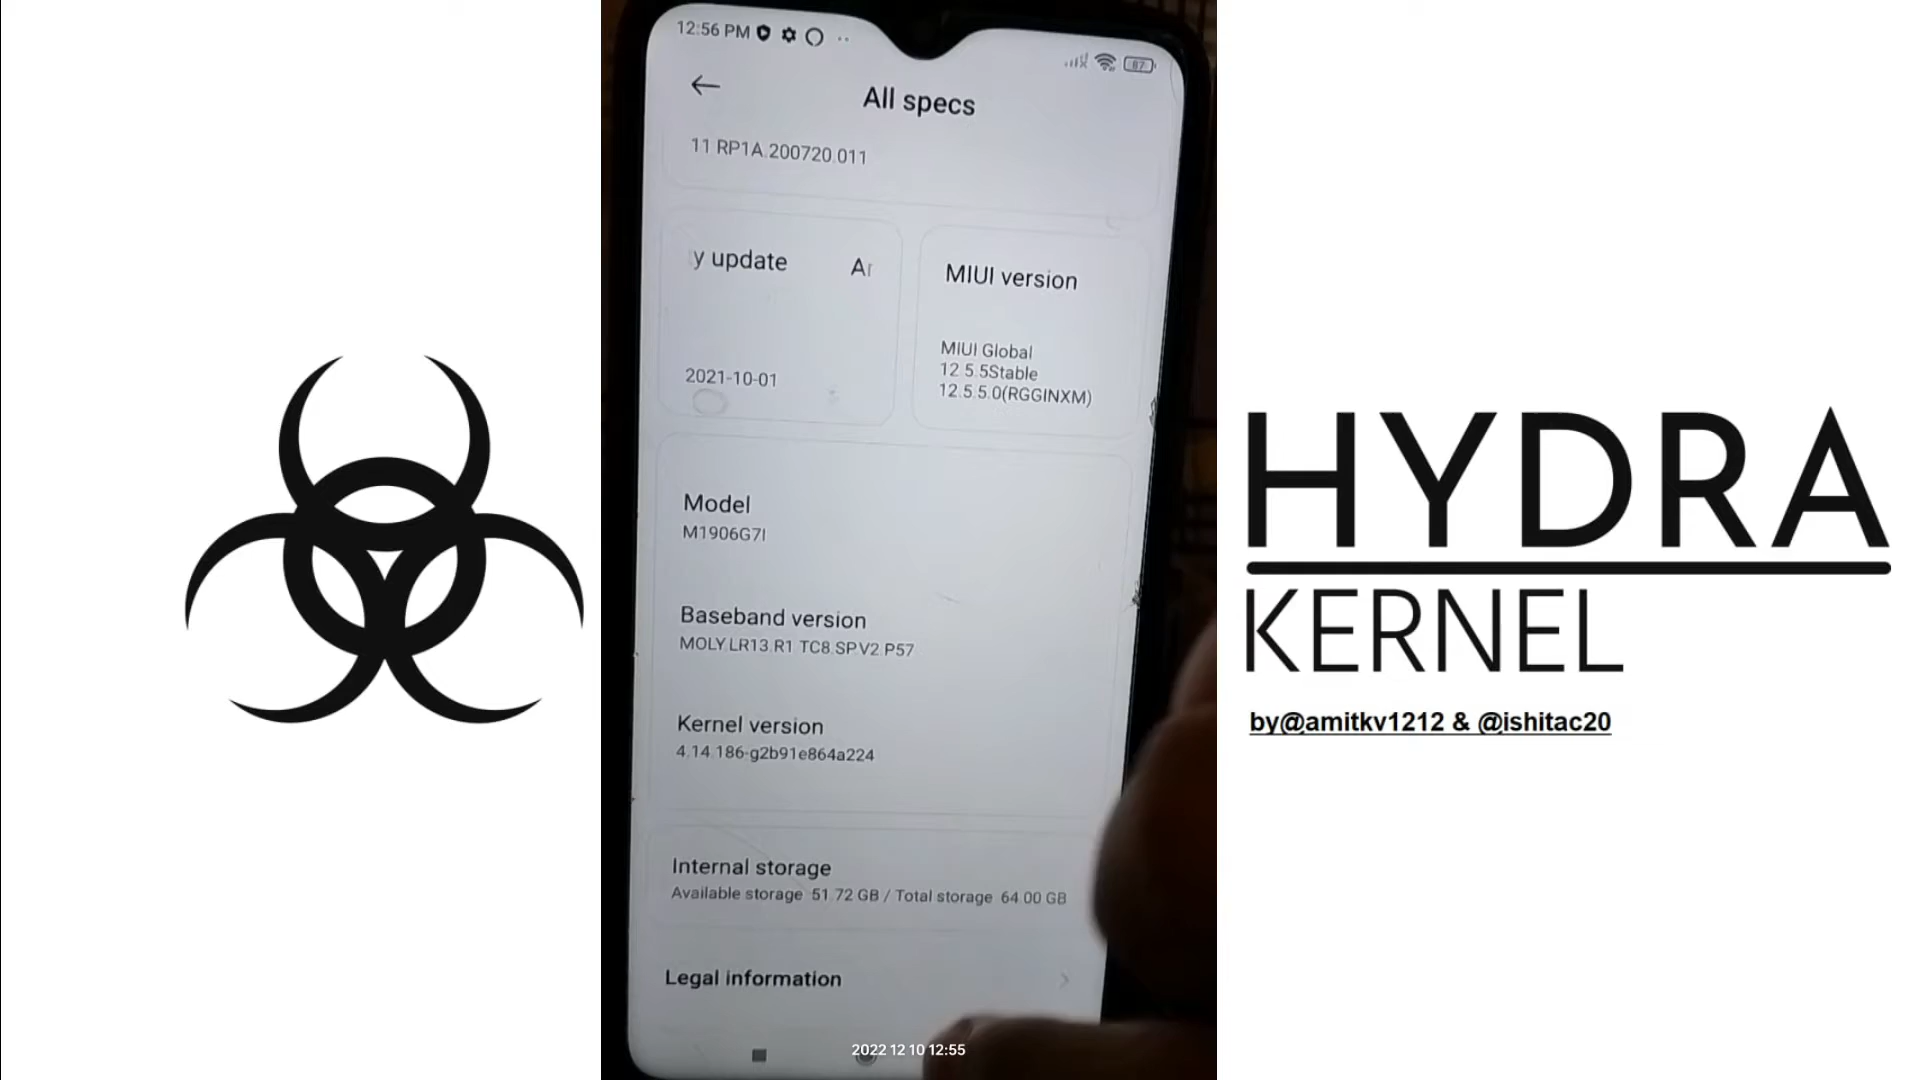 12:56 PM
87
All specs
11 RP1A.200720.011
y update
Ar
MIUI version
2021-10-01
MIUI Global
12.5.5Stable
12.5.5.0(RGGINXM)
Model
M1906G7I
Baseband version
MOLY.LR13.R1.TC8.SP.V2.P57
Kernel version
4.14.186-g2b91e864a224
Internal storage
Available storage 51.72 GB / Total storage 64.00 GB
Legal information
2022 12 10 12:55
HYDRA
KERNEL
by@amitkv1212 & @ishitac20